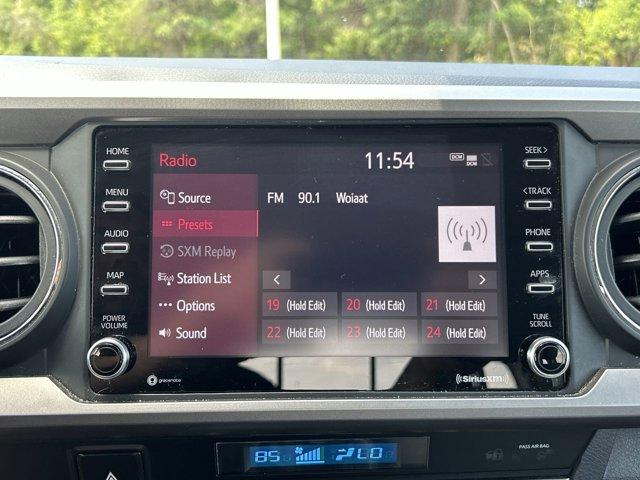 HOME
MENU
AUDIO
MAP
POWER
VOLUME
Radio
11:54
DCM
DCM
Source
Presets
SXM Replay
Station List
Options
Sound
FM 90.1 Woiaat
19 (Hold Edit) 20 (Hold Edit) 21 (Hold Edit)
22 (Hold Edit) 23 (Hold Edit) 24 (Hold Edit)
SEEK >
< TRACK
PHONE
APPS
TUNE
SCROLL
gracenote
SiriusXM
85 LO
PASS AIR BAG